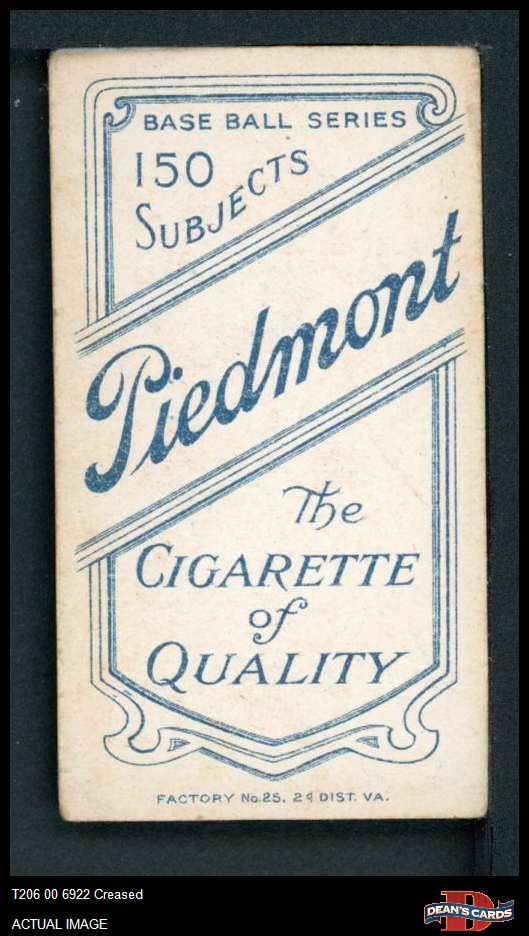 BASE BALL SERIES
150
SUBJECTS
Piedmont
The
CIGARETTE
of
QUALITY
FACTORY No.25. 2d DIST. VA.
T206 00 6922 Creased
ACTUAL IMAGE
D
DEAN'S CARDS